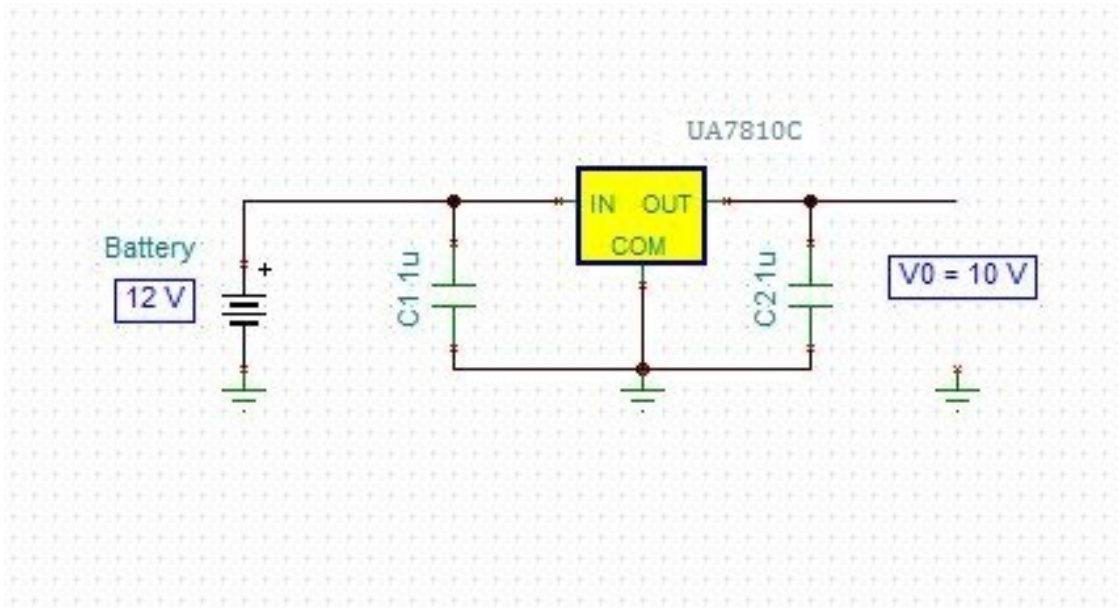 UA7810C
IN OUT
COM
Battery
+
12 V
C1 1u
C2 1u
V0 = 10 V